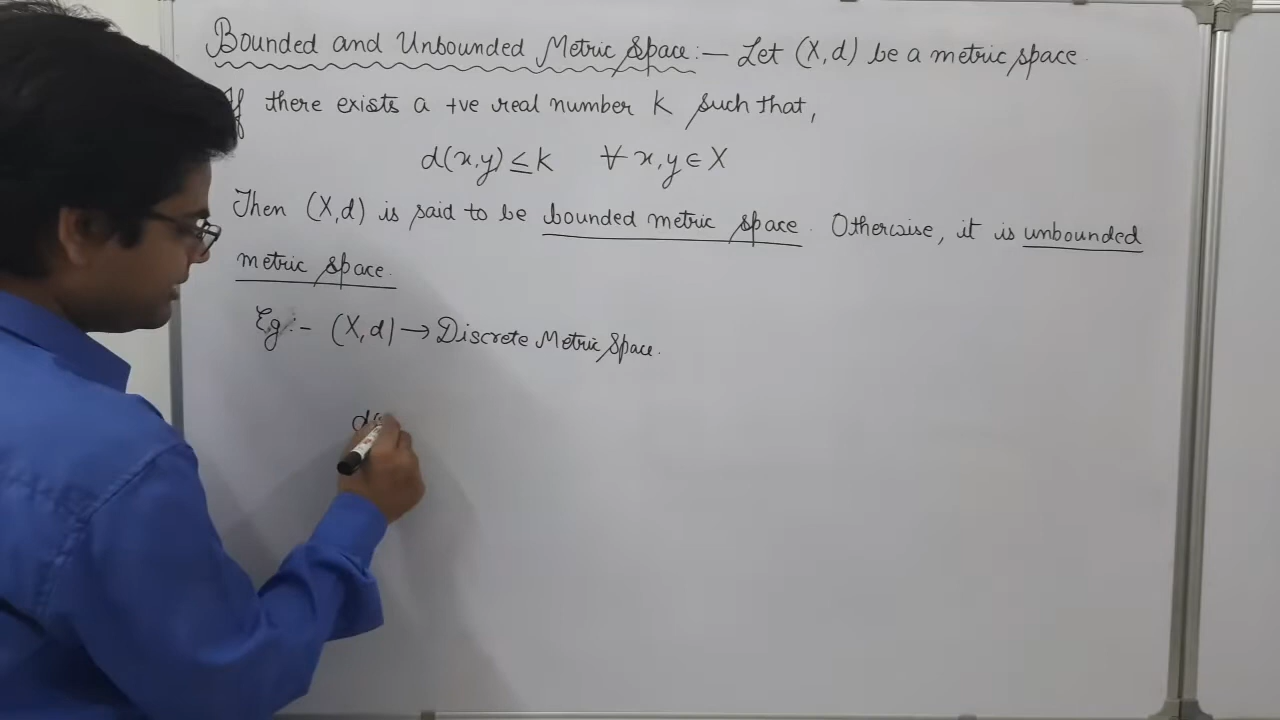 Bounded and Unbounded Metric Space:— Let (X,d) be a metric space.
If there exists a +ve real number K such that,
d(x,y) ≤ K ∀ x,y ∈ X
Then (X,d) is said to be bounded metric space. Otherwise, it is unbounded
metric space.
Eg:- (X,d) → Discrete Metric Space.
d(